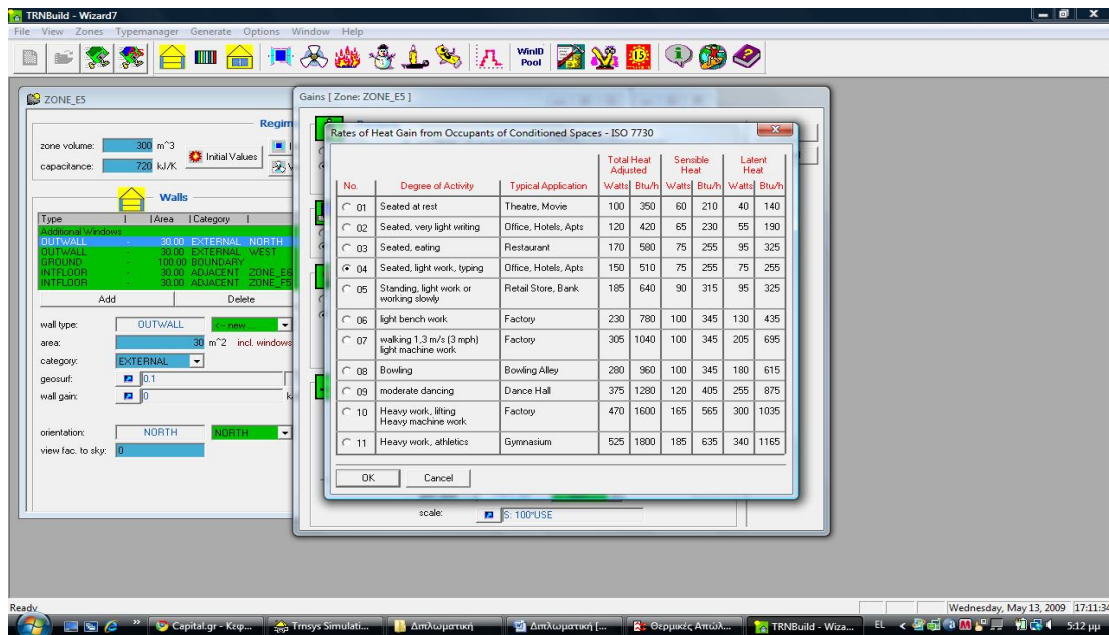 TRNBuild - Wizard7
File View Zones Typemanager Generate Options Window Help
WinID Pool
ZONE_E5
Regim
zone volume: 300 m^3
capacitance: 720 kJ/K
Initial Values
Walls
Type Area Category
Additional Windows
OUTWALL - 30.00 EXTERNAL NORTH
OUTWALL - 30.00 EXTERNAL WEST
GROUND - 100.00 BOUNDARY
INTFLOOR - 30.00 ADJACENT ZONE_E6
INTFLOOR - 30.00 ADJACENT ZONE_F5
Add Delete
wall type: OUTWALL <- new
area: 30 m^2 incl. windows
category: EXTERNAL
geosurf: 0.1
wall gain: 0
orientation: NORTH NORTH
view fac. to sky: 0
Gains [ Zone: ZONE_E5 ]
Rates of Heat Gain from Occupants of Conditioned Spaces - ISO 7730
Total Heat Adjusted Sensible Heat Latent Heat
No. Degree of Activity Typical Application Watts Btu/h Watts Btu/h Watts Btu/h
01 Seated at rest Theatre, Movie 100 350 60 210 40 140
02 Seated, very light writing Office, Hotels, Apts 120 420 65 230 55 190
03 Seated, eating Restaurant 170 580 75 255 95 325
04 Seated, light work, typing Office, Hotels, Apts 150 510 75 255 75 255
05 Standing, light work or working slowly Retail Store, Bank 185 640 90 315 95 325
06 light bench work Factory 230 780 100 345 130 435
07 walking 1,3 m/s (3 mph) light machine work Factory 305 1040 100 345 205 695
08 Bowling Bowling Alley 280 960 100 345 180 615
09 moderate dancing Dance Hall 375 1280 120 405 255 875
10 Heavy work, lifting Heavy machine work Factory 470 1600 165 565 300 1035
11 Heavy work, athletics Gymnasium 525 1800 185 635 340 1165
OK Cancel
scale: S: 100*USE
Ready
Wednesday, May 13, 2009 17:11:34
Capital.gr - Κεφ... Trnsys Simulati... Διπλωματική Διπλωματική [... Θερμικές Απώλ... TRNBuild - Wiza... EL 5:12 μμ